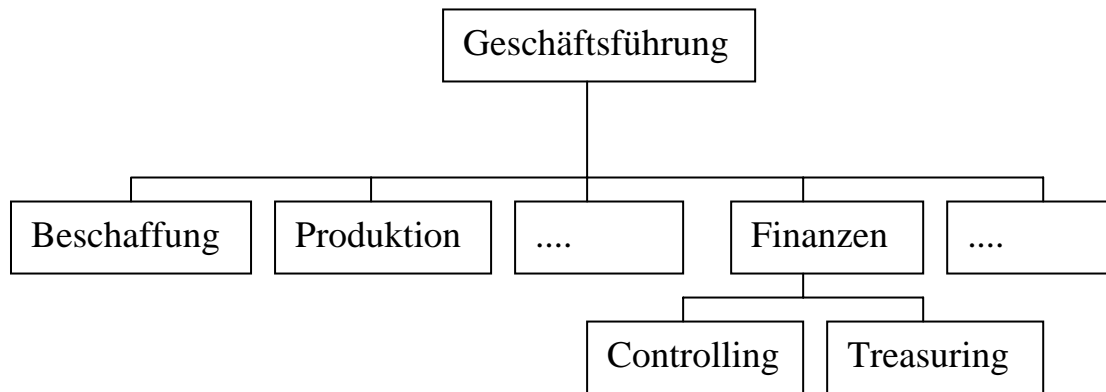 Geschäftsführung
Beschaffung
Produktion
....
Finanzen
....
Controlling
Treasuring